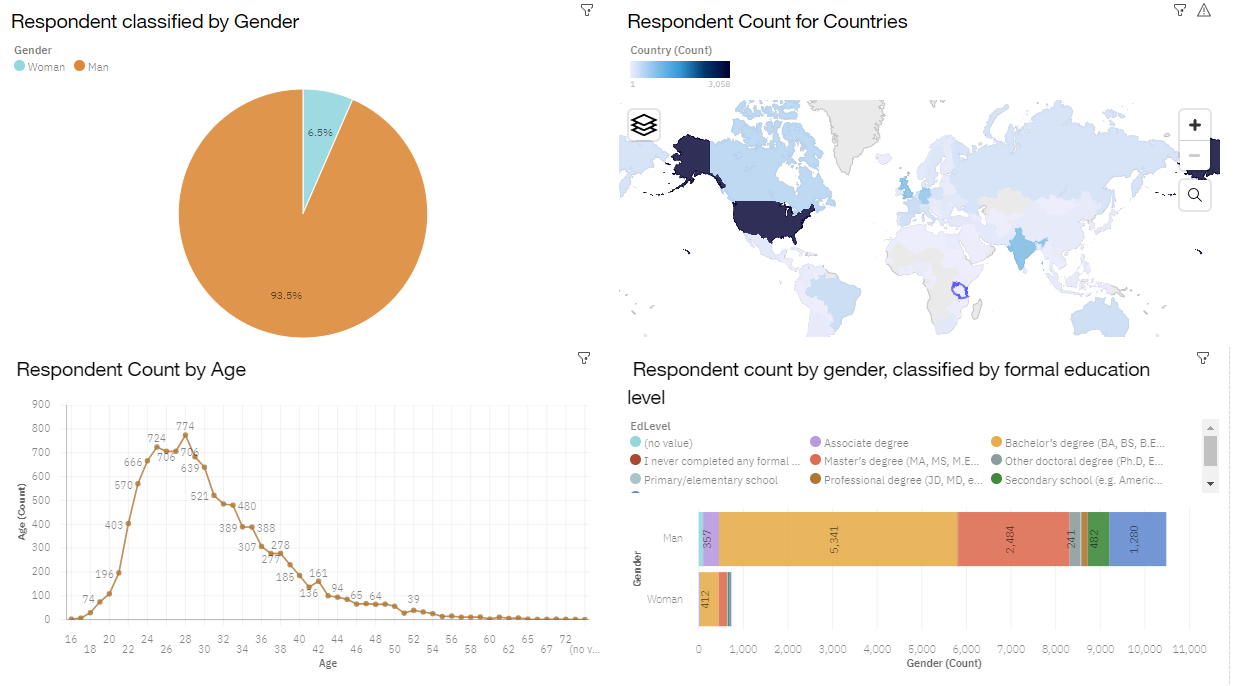 Respondent classified by Gender
Gender
Woman Man
6.5%
93.5%
Respondent Count for Countries
Country (Count)
1 3,058
Respondent Count by Age
Age (Count)
900
800
700
600
500
400
300
200
100
0
74
196
403
570
666
724
706
774
706
639
521
480
389
388
307
277
278
185
136
161
94
65
64
39
16 20 24 28 32 36 40 44 48 52 56 60 65 72
18 22 26 30 34 38 42 46 50 54 58 62 67 (no v...
Age
Respondent count by gender, classified by formal education
level
EdLevel
(no value) Associate degree Bachelor's degree (BA, BS, B.E...
I never completed any formal ... Master's degree (MA, MS, M.E... Other doctoral degree (Ph.D, E...
Primary/elementary school Professional degree (JD, MD, e... Secondary school (e.g. Americ...
Gender
Man 357 5,341 2,484 241 482 1,280
Woman 412
0 1,000 2,000 3,000 4,000 5,000 6,000 7,000 8,000 9,000 10,000 11,000
Gender (Count)